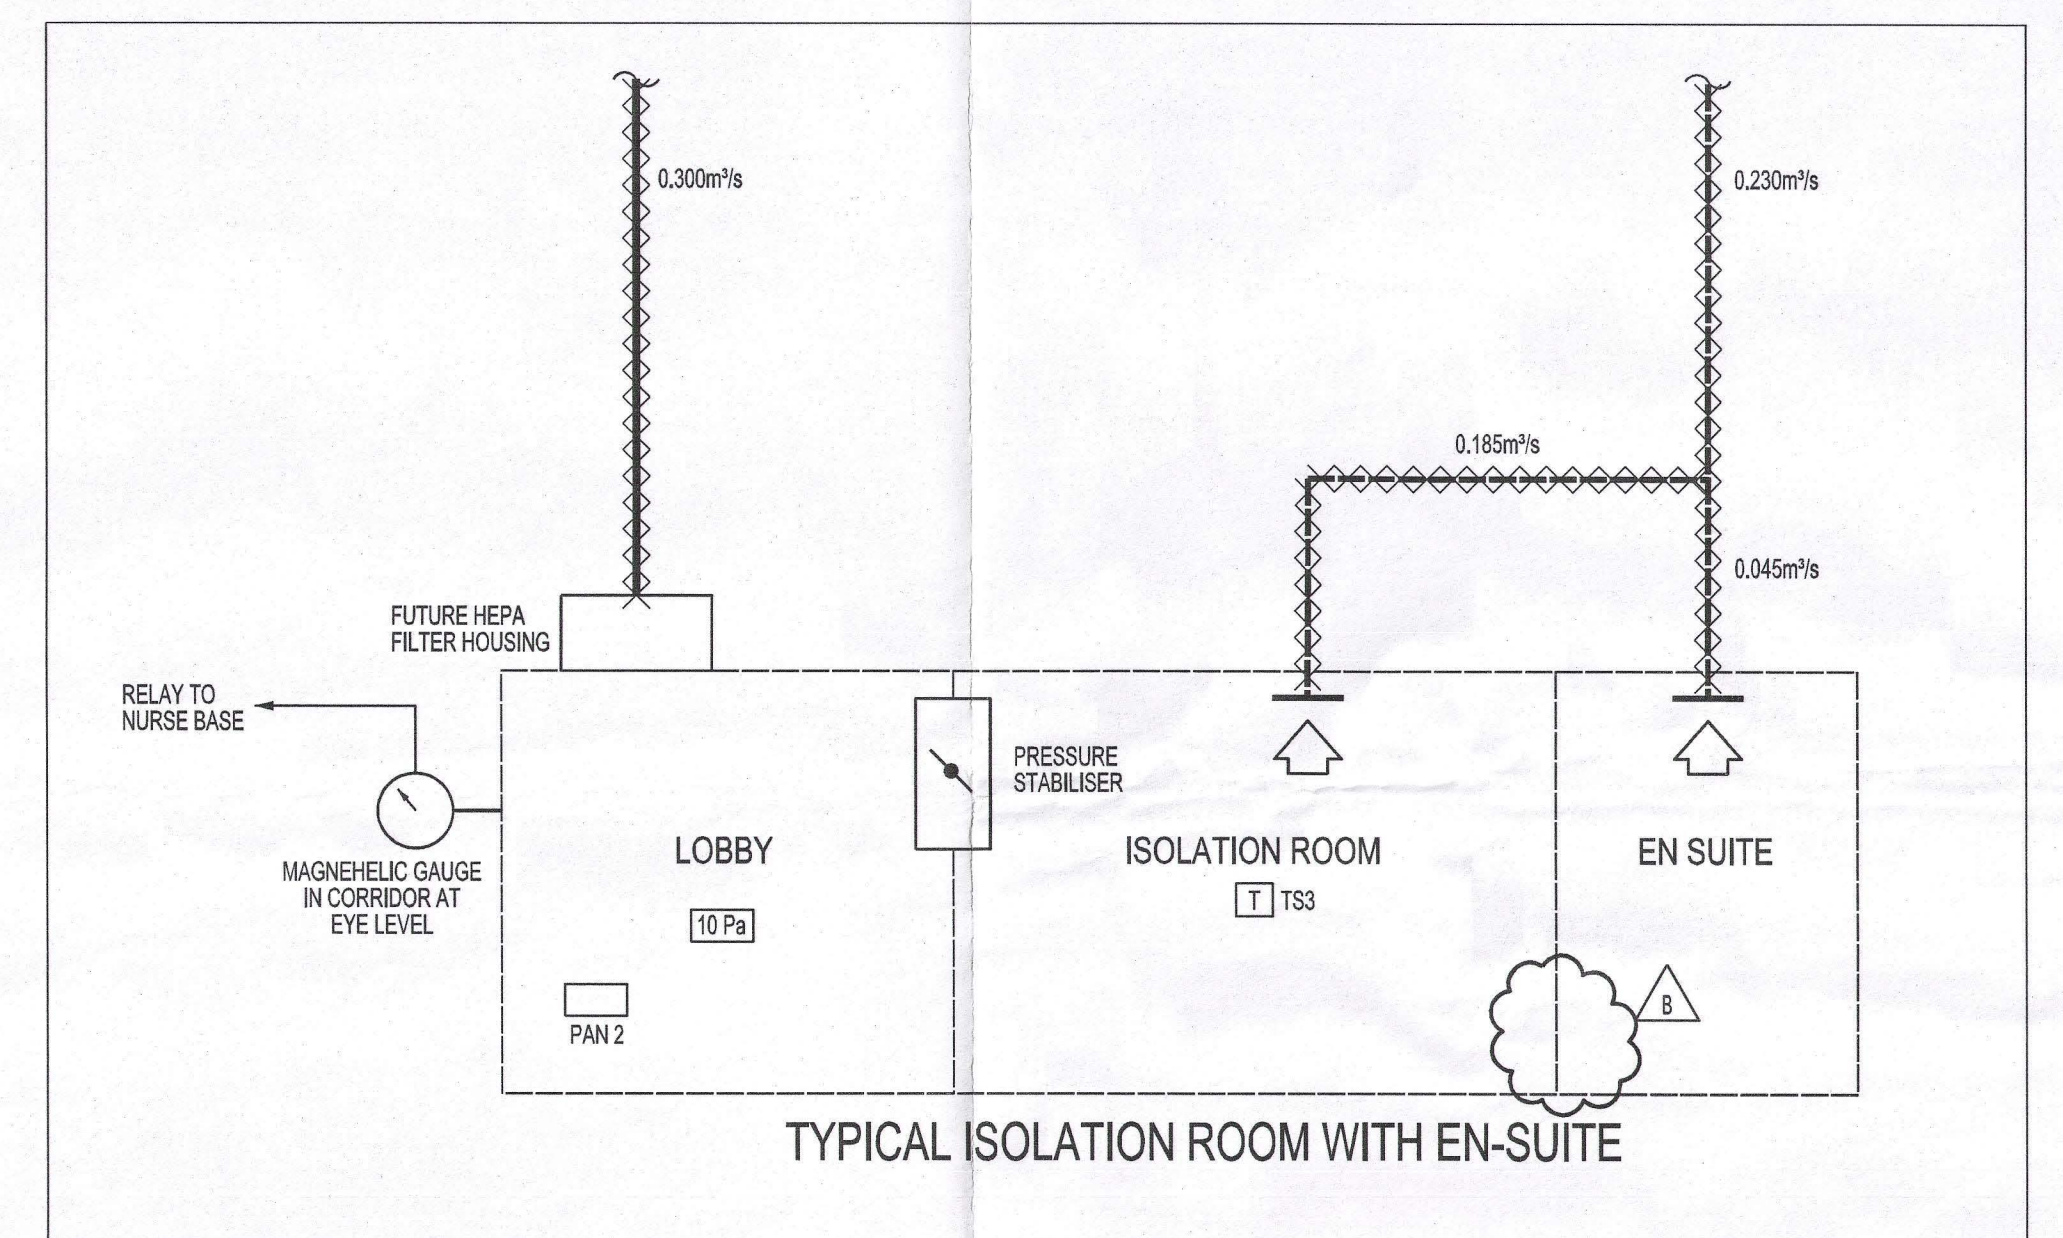 0.300m³/s
0.230m³/s
0.185m³/s
0.045m³/s
FUTURE HEPA
FILTER HOUSING
RELAY TO
NURSE BASE
PRESSURE
STABILISER
LOBBY
ISOLATION ROOM
EN SUITE
MAGNEHELIC GAUGE
IN CORRIDOR AT
EYE LEVEL
T TS3
10 Pa
B
PAN 2
TYPICAL ISOLATION ROOM WITH EN-SUITE